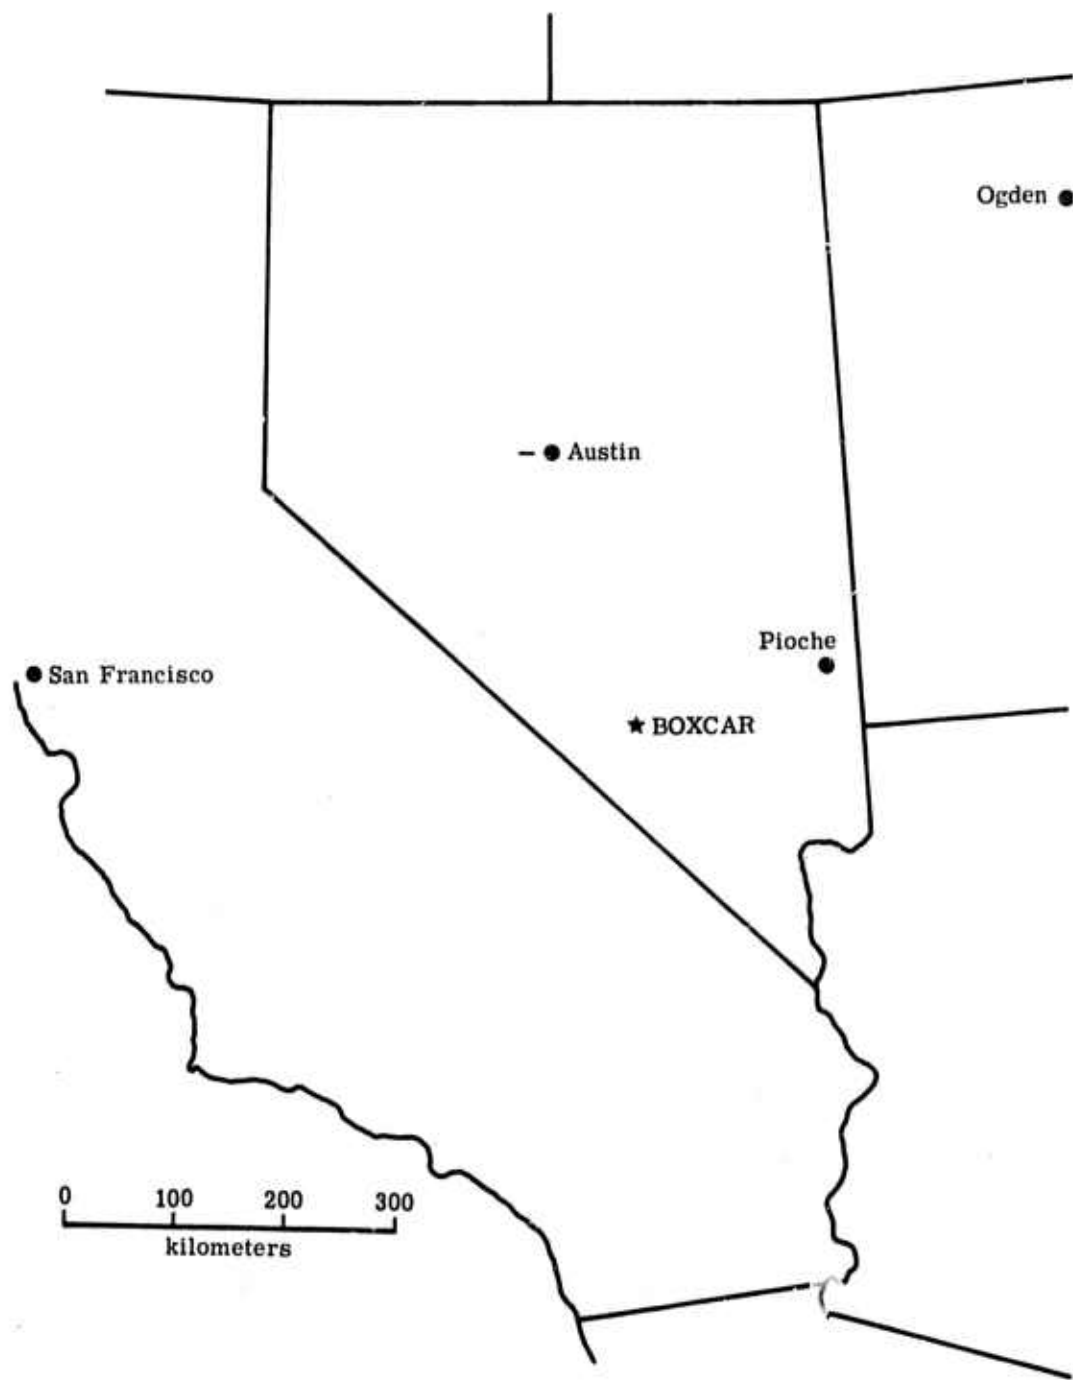 Ogden
Austin
Pioche
San Francisco
BOXCAR
0 100 200 300
kilometers